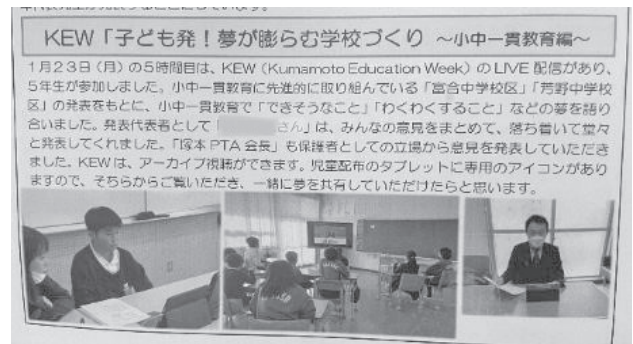 KEW「子ども発！夢が膨らむ学校づくり ～小中一貫教育編～
1月23日（月）の5時間目は、KEW（Kumamoto Education Week）のLIVE配信があり、
5年生が参加しました。小中一貫教育に先進的に取り組んでいる「富合中学校区」「芳野中学校
区」の発表をもとに、小中一貫教育で「できそうなこと」「わくわくすること」などの夢を語り
合いました。発表代表者として「 さん」は、みんなの意見をまとめて、落ち着いて堂々
と発表してくれました。「塚本PTA会長」も保護者としての立場から意見を発表していただき
ました。KEWは、アーカイブ視聴ができます。児童配布のタブレットに専用のアイコンがあり
ますので、そちらからご覧いただき、一緒に夢を共有していただけたらと思います。